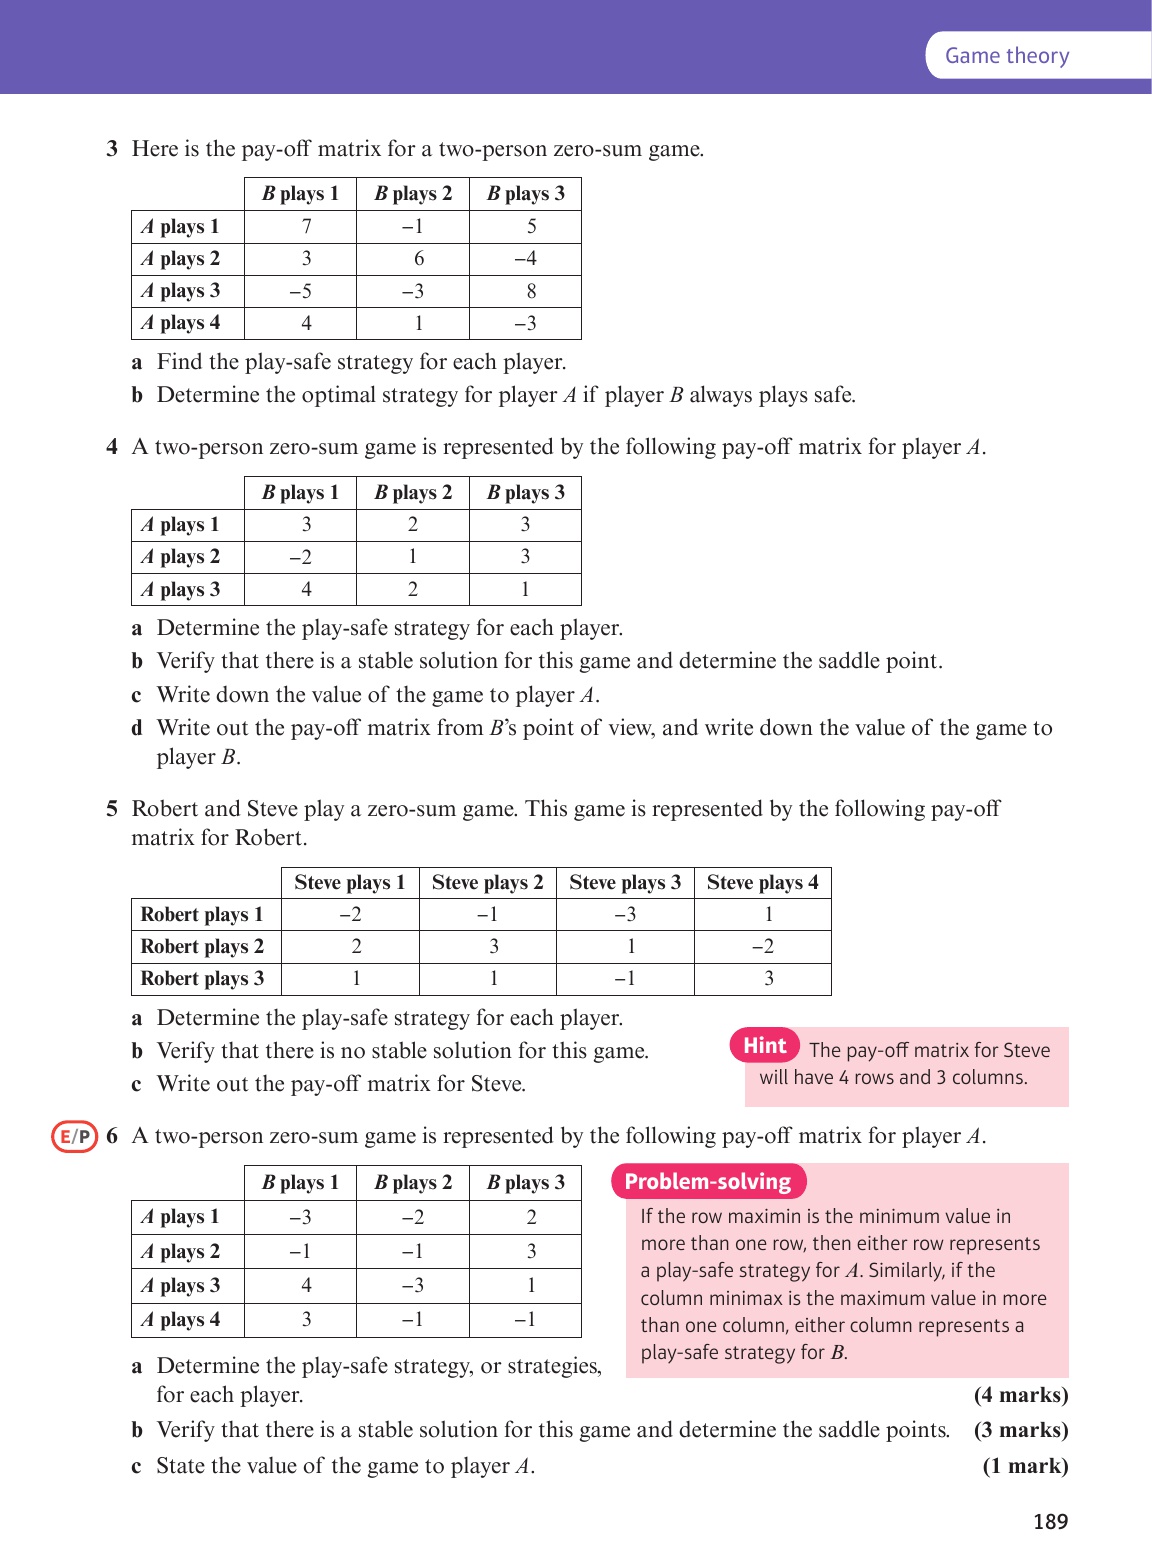 Game theory
3 Here is the pay-off matrix for a two-person zero-sum game.
B plays 1 B plays 2 B plays 3
A plays 1 7 −1 5
A plays 2 3 6 −4
A plays 3 −5 −3 8
A plays 4 4 1 −3
a Find the play-safe strategy for each player.
b Determine the optimal strategy for player A if player B always plays safe.
4 A two-person zero-sum game is represented by the following pay-off matrix for player A.
B plays 1 B plays 2 B plays 3
A plays 1 3 2 3
A plays 2 −2 1 3
A plays 3 4 2 1
a Determine the play-safe strategy for each player.
b Verify that there is a stable solution for this game and determine the saddle point.
c Write down the value of the game to player A.
d Write out the pay-off matrix from B’s point of view, and write down the value of the game to
player B.
5 Robert and Steve play a zero-sum game. This game is represented by the following pay-off
matrix for Robert.
Steve plays 1 Steve plays 2 Steve plays 3 Steve plays 4
Robert plays 1 −2 −1 −3 1
Robert plays 2 2 3 1 −2
Robert plays 3 1 1 −1 3
a Determine the play-safe strategy for each player.
b Verify that there is no stable solution for this game.
c Write out the pay-off matrix for Steve.
Hint The pay-off matrix for Steve
will have 4 rows and 3 columns.
E/P 6 A two-person zero-sum game is represented by the following pay-off matrix for player A.
B plays 1 B plays 2 B plays 3
A plays 1 −3 −2 2
A plays 2 −1 −1 3
A plays 3 4 −3 1
A plays 4 3 −1 −1
Problem-solving
If the row maximin is the minimum value in
more than one row, then either row represents
a play-safe strategy for A. Similarly, if the
column minimax is the maximum value in more
than one column, either column represents a
play-safe strategy for B.
a Determine the play-safe strategy, or strategies,
for each player. (4 marks)
b Verify that there is a stable solution for this game and determine the saddle points. (3 marks)
c State the value of the game to player A. (1 mark)
189